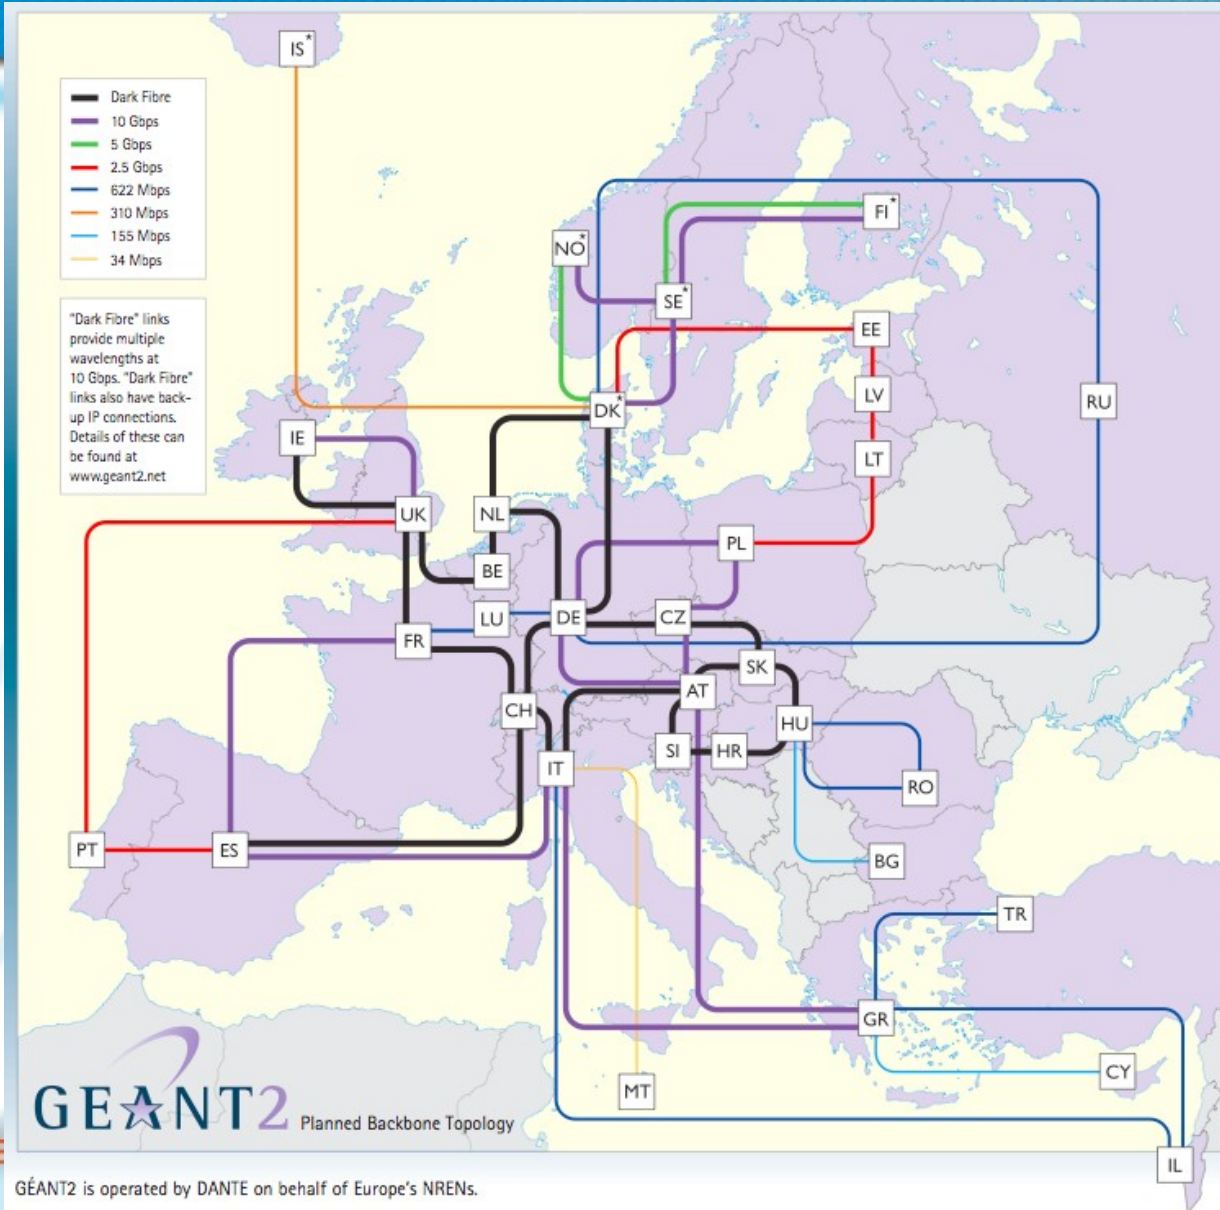 IS*
Dark Fibre
10 Gbps
5 Gbps
2.5 Gbps
622 Mbps
310 Mbps
155 Mbps
34 Mbps
"Dark Fibre" links
provide multiple
wavelengths at
10 Gbps. "Dark Fibre"
links also have back-
up IP connections.
Details of these can
be found at
www.geant2.net
FI*
NO*
SE*
EE
LV
RU
DK*
IE
LT
UK
NL
PL
BE
LU
DE
CZ
FR
SK
AT
CH
HU
SI
HR
IT
RO
PT
ES
BG
TR
GR
CY
MT
GEANT2 Planned Backbone Topology
IL
GÉANT2 is operated by DANTE on behalf of Europe's NRENs.